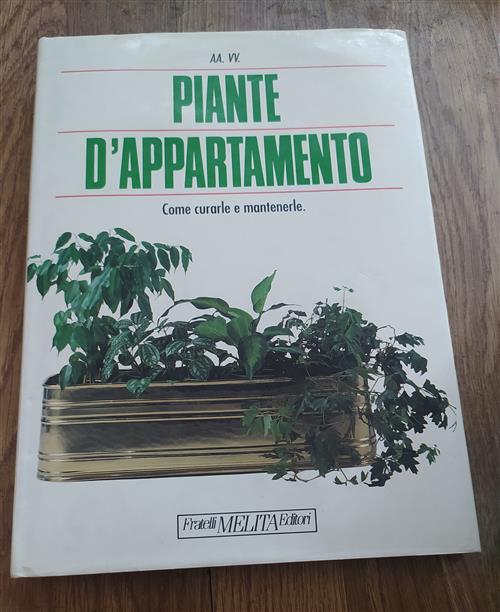 AA. VV.
PIANTE
D'APPARTAMENTO
Come curarle e mantenerle.
Fratelli MELITA Editori